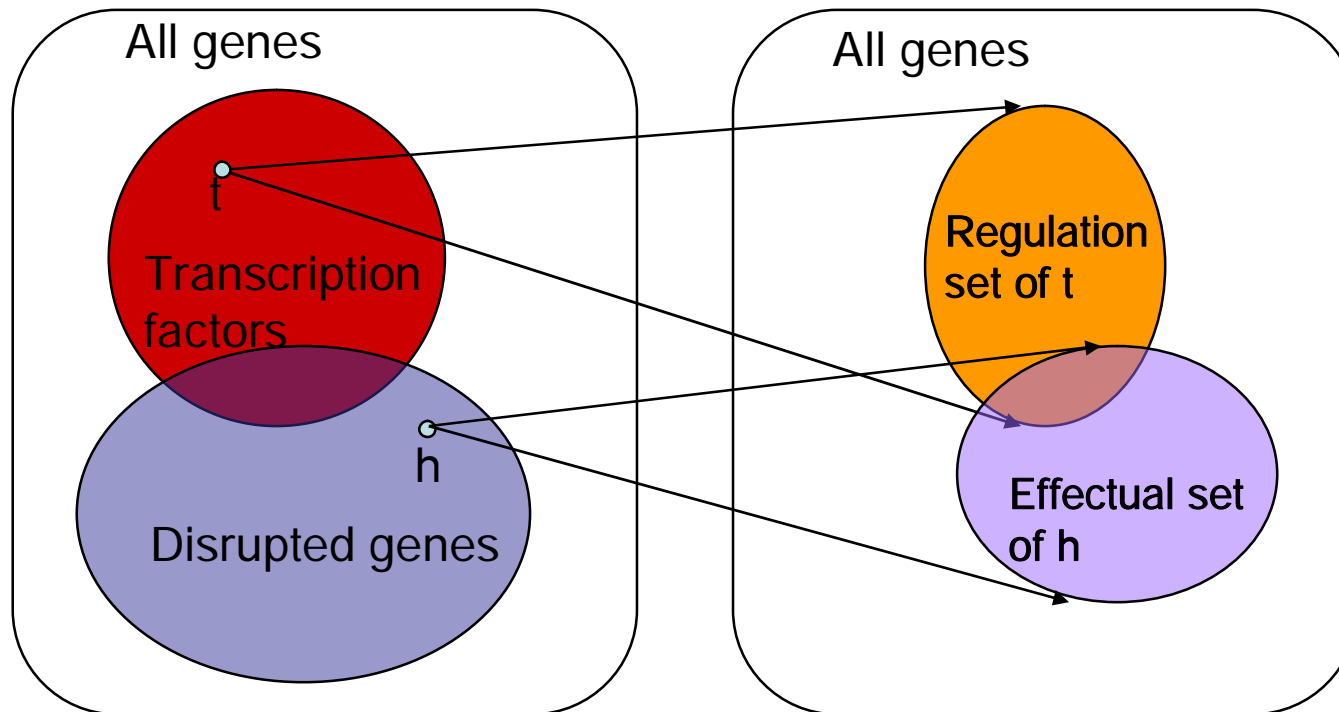 All genes
t
Transcription
factors
h
Disrupted genes
All genes
Regulation
set of t
Effectual set
of h